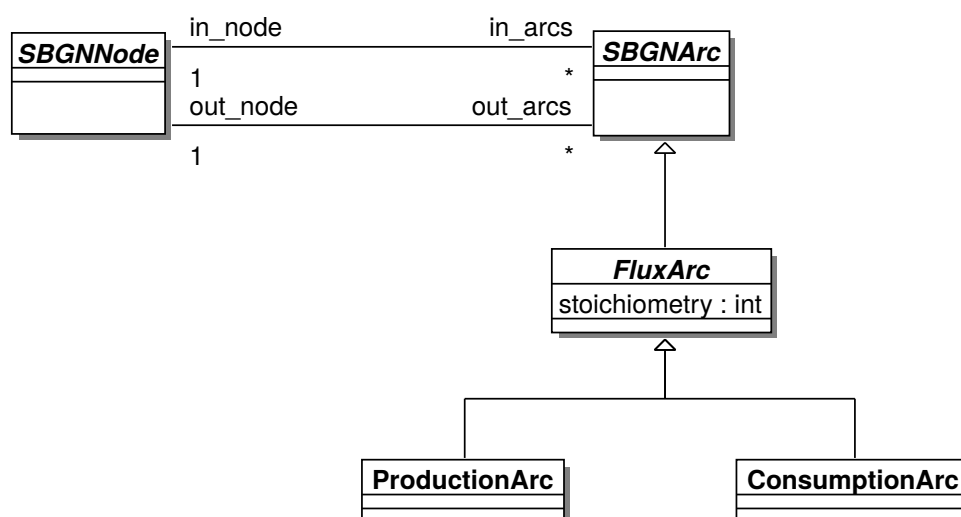 in_node in_arcs
SBGNNode SBGNArc
1 *
out_node out_arcs
1 *
FluxArc
stoichiometry : int
ProductionArc ConsumptionArc